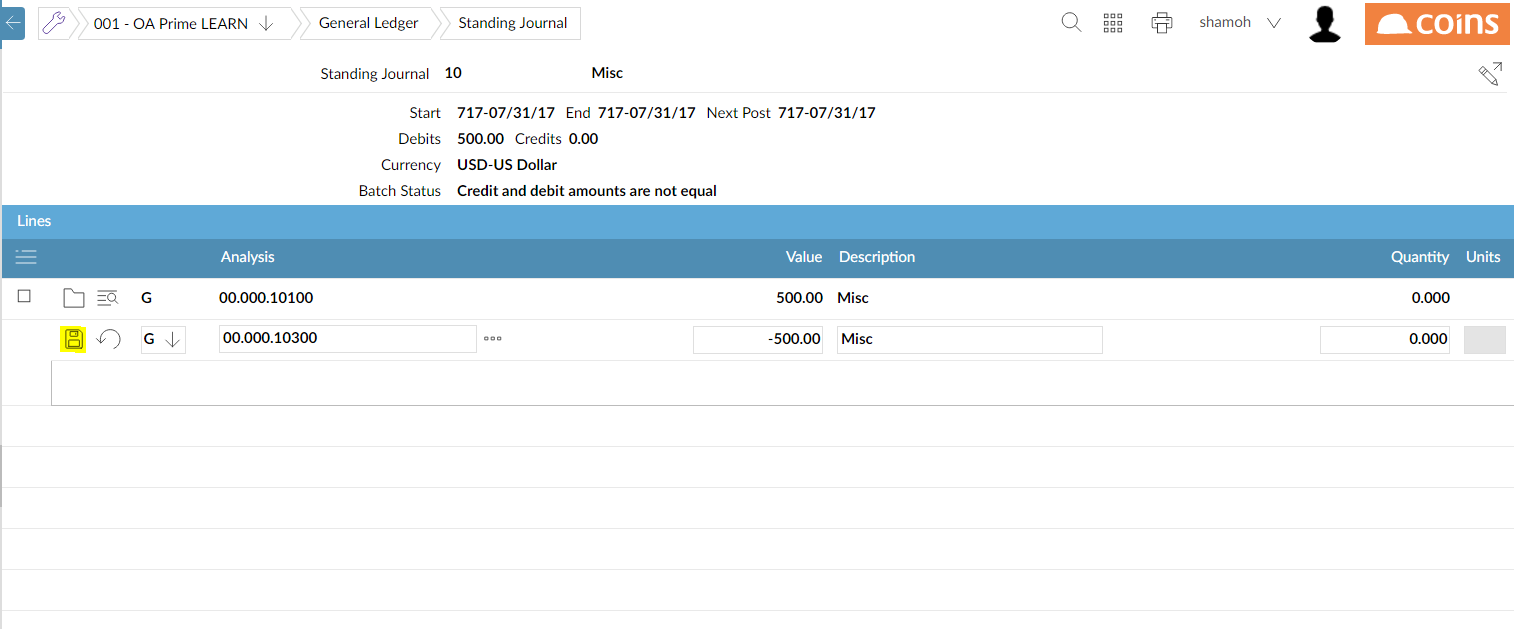 001 - OA Prime LEARN General Ledger Standing Journal shamoh coins
Standing Journal 10 Misc
Start 717-07/31/17 End 717-07/31/17 Next Post 717-07/31/17
Debits 500.00 Credits 0.00
Currency USD-US Dollar
Batch Status Credit and debit amounts are not equal
Lines
Analysis Value Description Quantity Units
G 00.000.10100 500.00 Misc 0.000
G 00.000.10300 -500.00 Misc 0.000